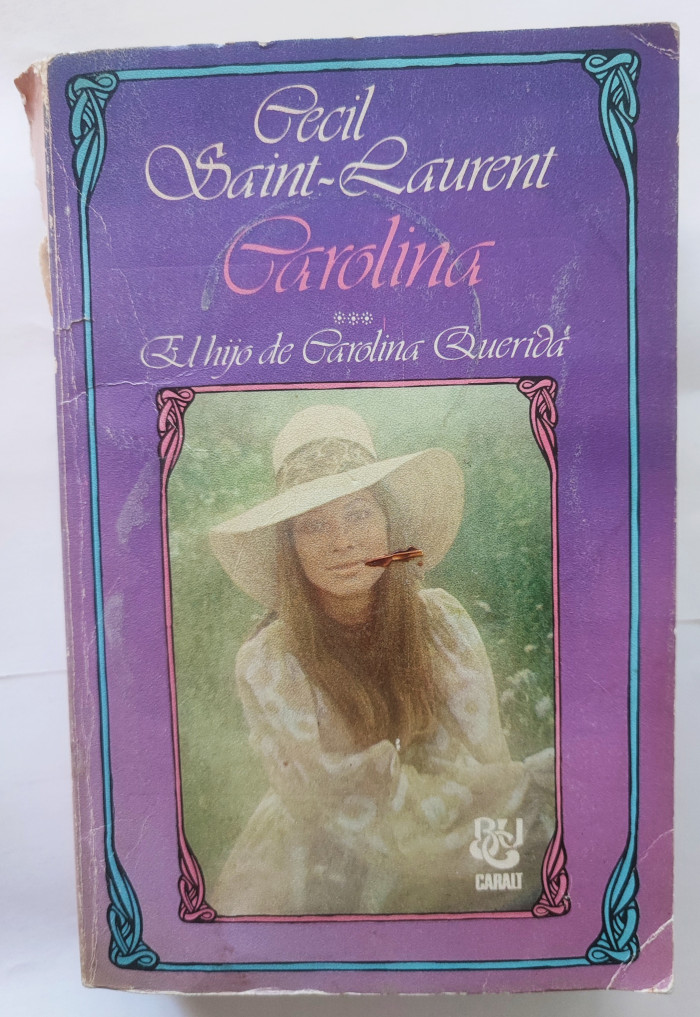 Cecil
Saint-Laurent
Carolina
***
El hijo de Carolina Querida
CARALT